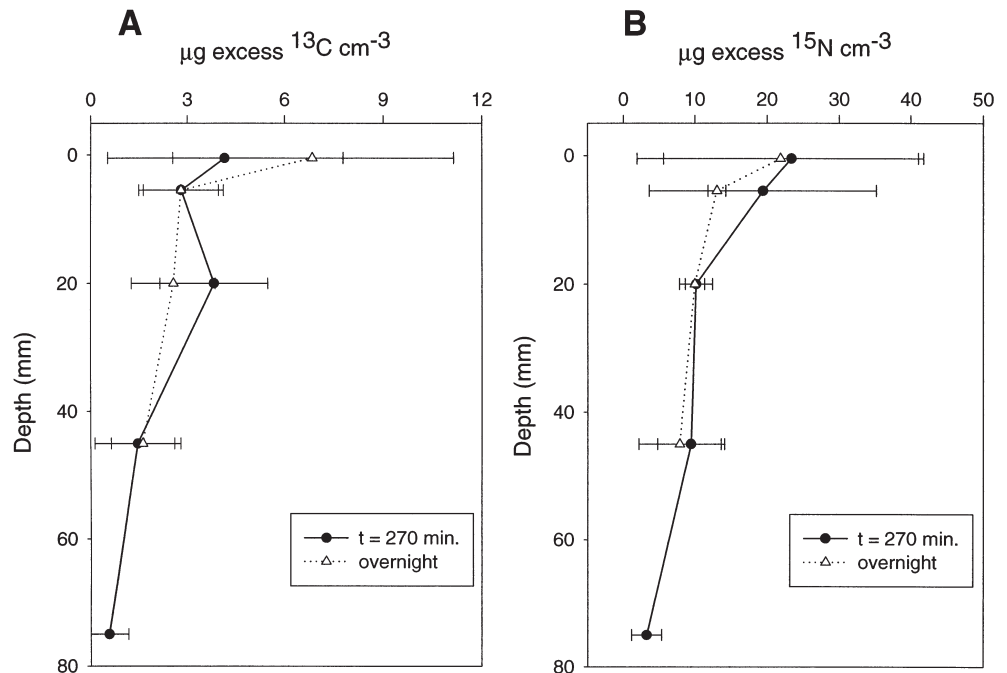 A
μg excess ¹³C cm⁻³
0 3 6 9 12
0
20
40
60
80
Depth (mm)
t = 270 min.
overnight
B
μg excess ¹⁵N cm⁻³
0 10 20 30 40 50
0
20
40
60
80
Depth (mm)
t = 270 min.
overnight